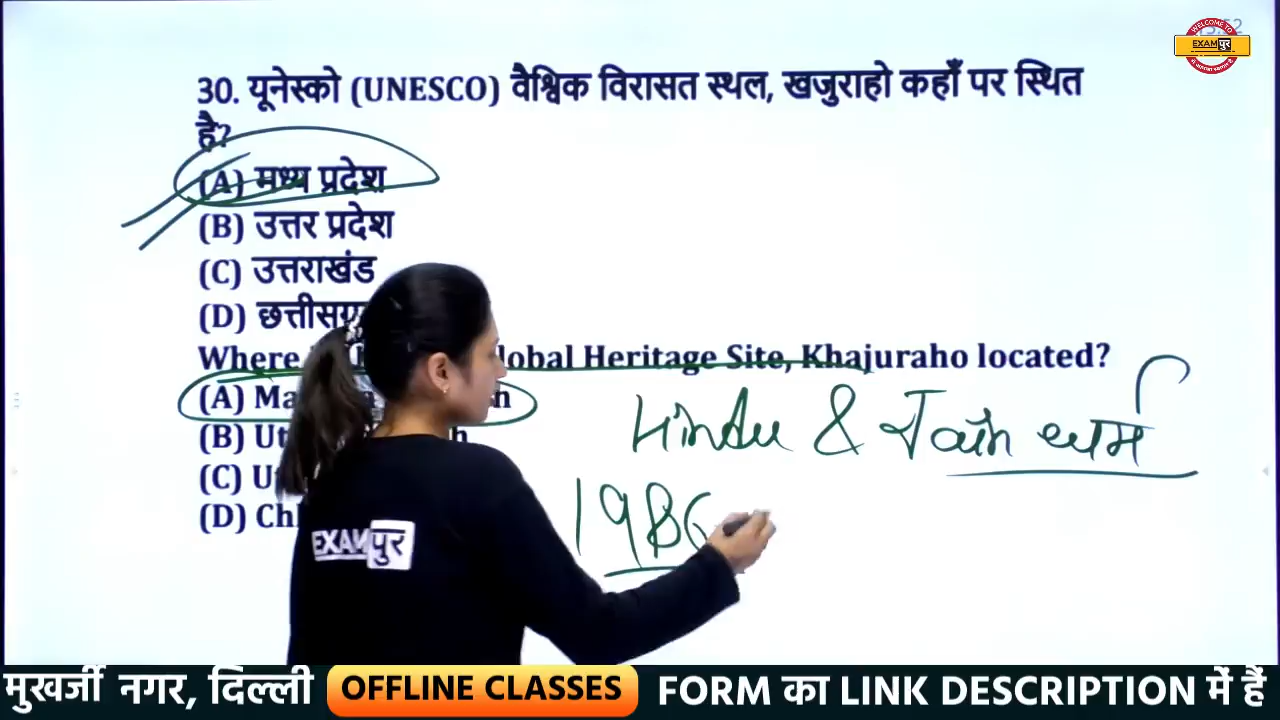 WELCOME TO
EXAMपुर
30. यूनेस्को (UNESCO) वैश्विक विरासत स्थल, खजुराहो कहाँ पर स्थित
है?
(A) मध्य प्रदेश
(B) उत्तर प्रदेश
(C) उत्तराखंड
(D) छत्तीसग
Where lobal Heritage Site, Khajuraho located?
(A) Ma h
(B) Ut h
(C) U
(D) Ch
Hindu & Jain धर्म
1986
EXAMपुर
मुखर्जी नगर, दिल्ली OFFLINE CLASSES FORM का LINK DESCRIPTION में हैं